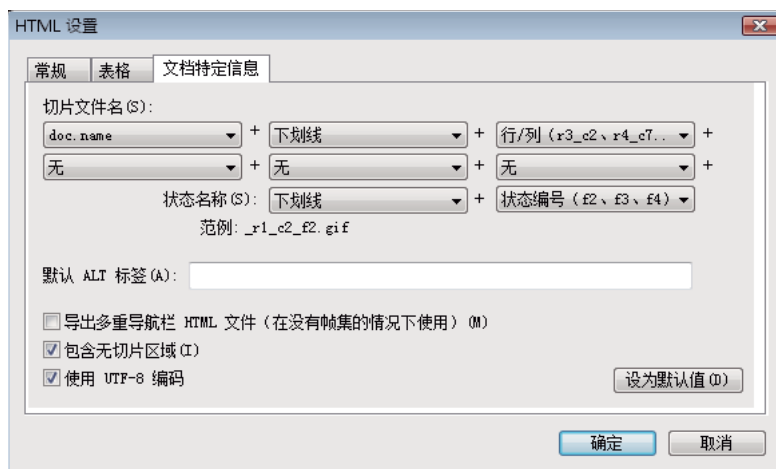 HTML 设置
常规 表格 文档特定信息
切片文件名(S):
doc.name + 下划线 + 行/列 (r3_c2、r4_c7.. +
无 + 无 + 无 +
状态名称(S): 下划线 + 状态编号 (f2、f3、f4)
范例: _r1_c2_f2.gif
默认 ALT 标签(A):
导出多重导航栏 HTML 文件 (在没有帧集的情况下使用) (M)
包含无切片区域(I)
使用 UTF-8 编码
设为默认值(D)
确定 取消